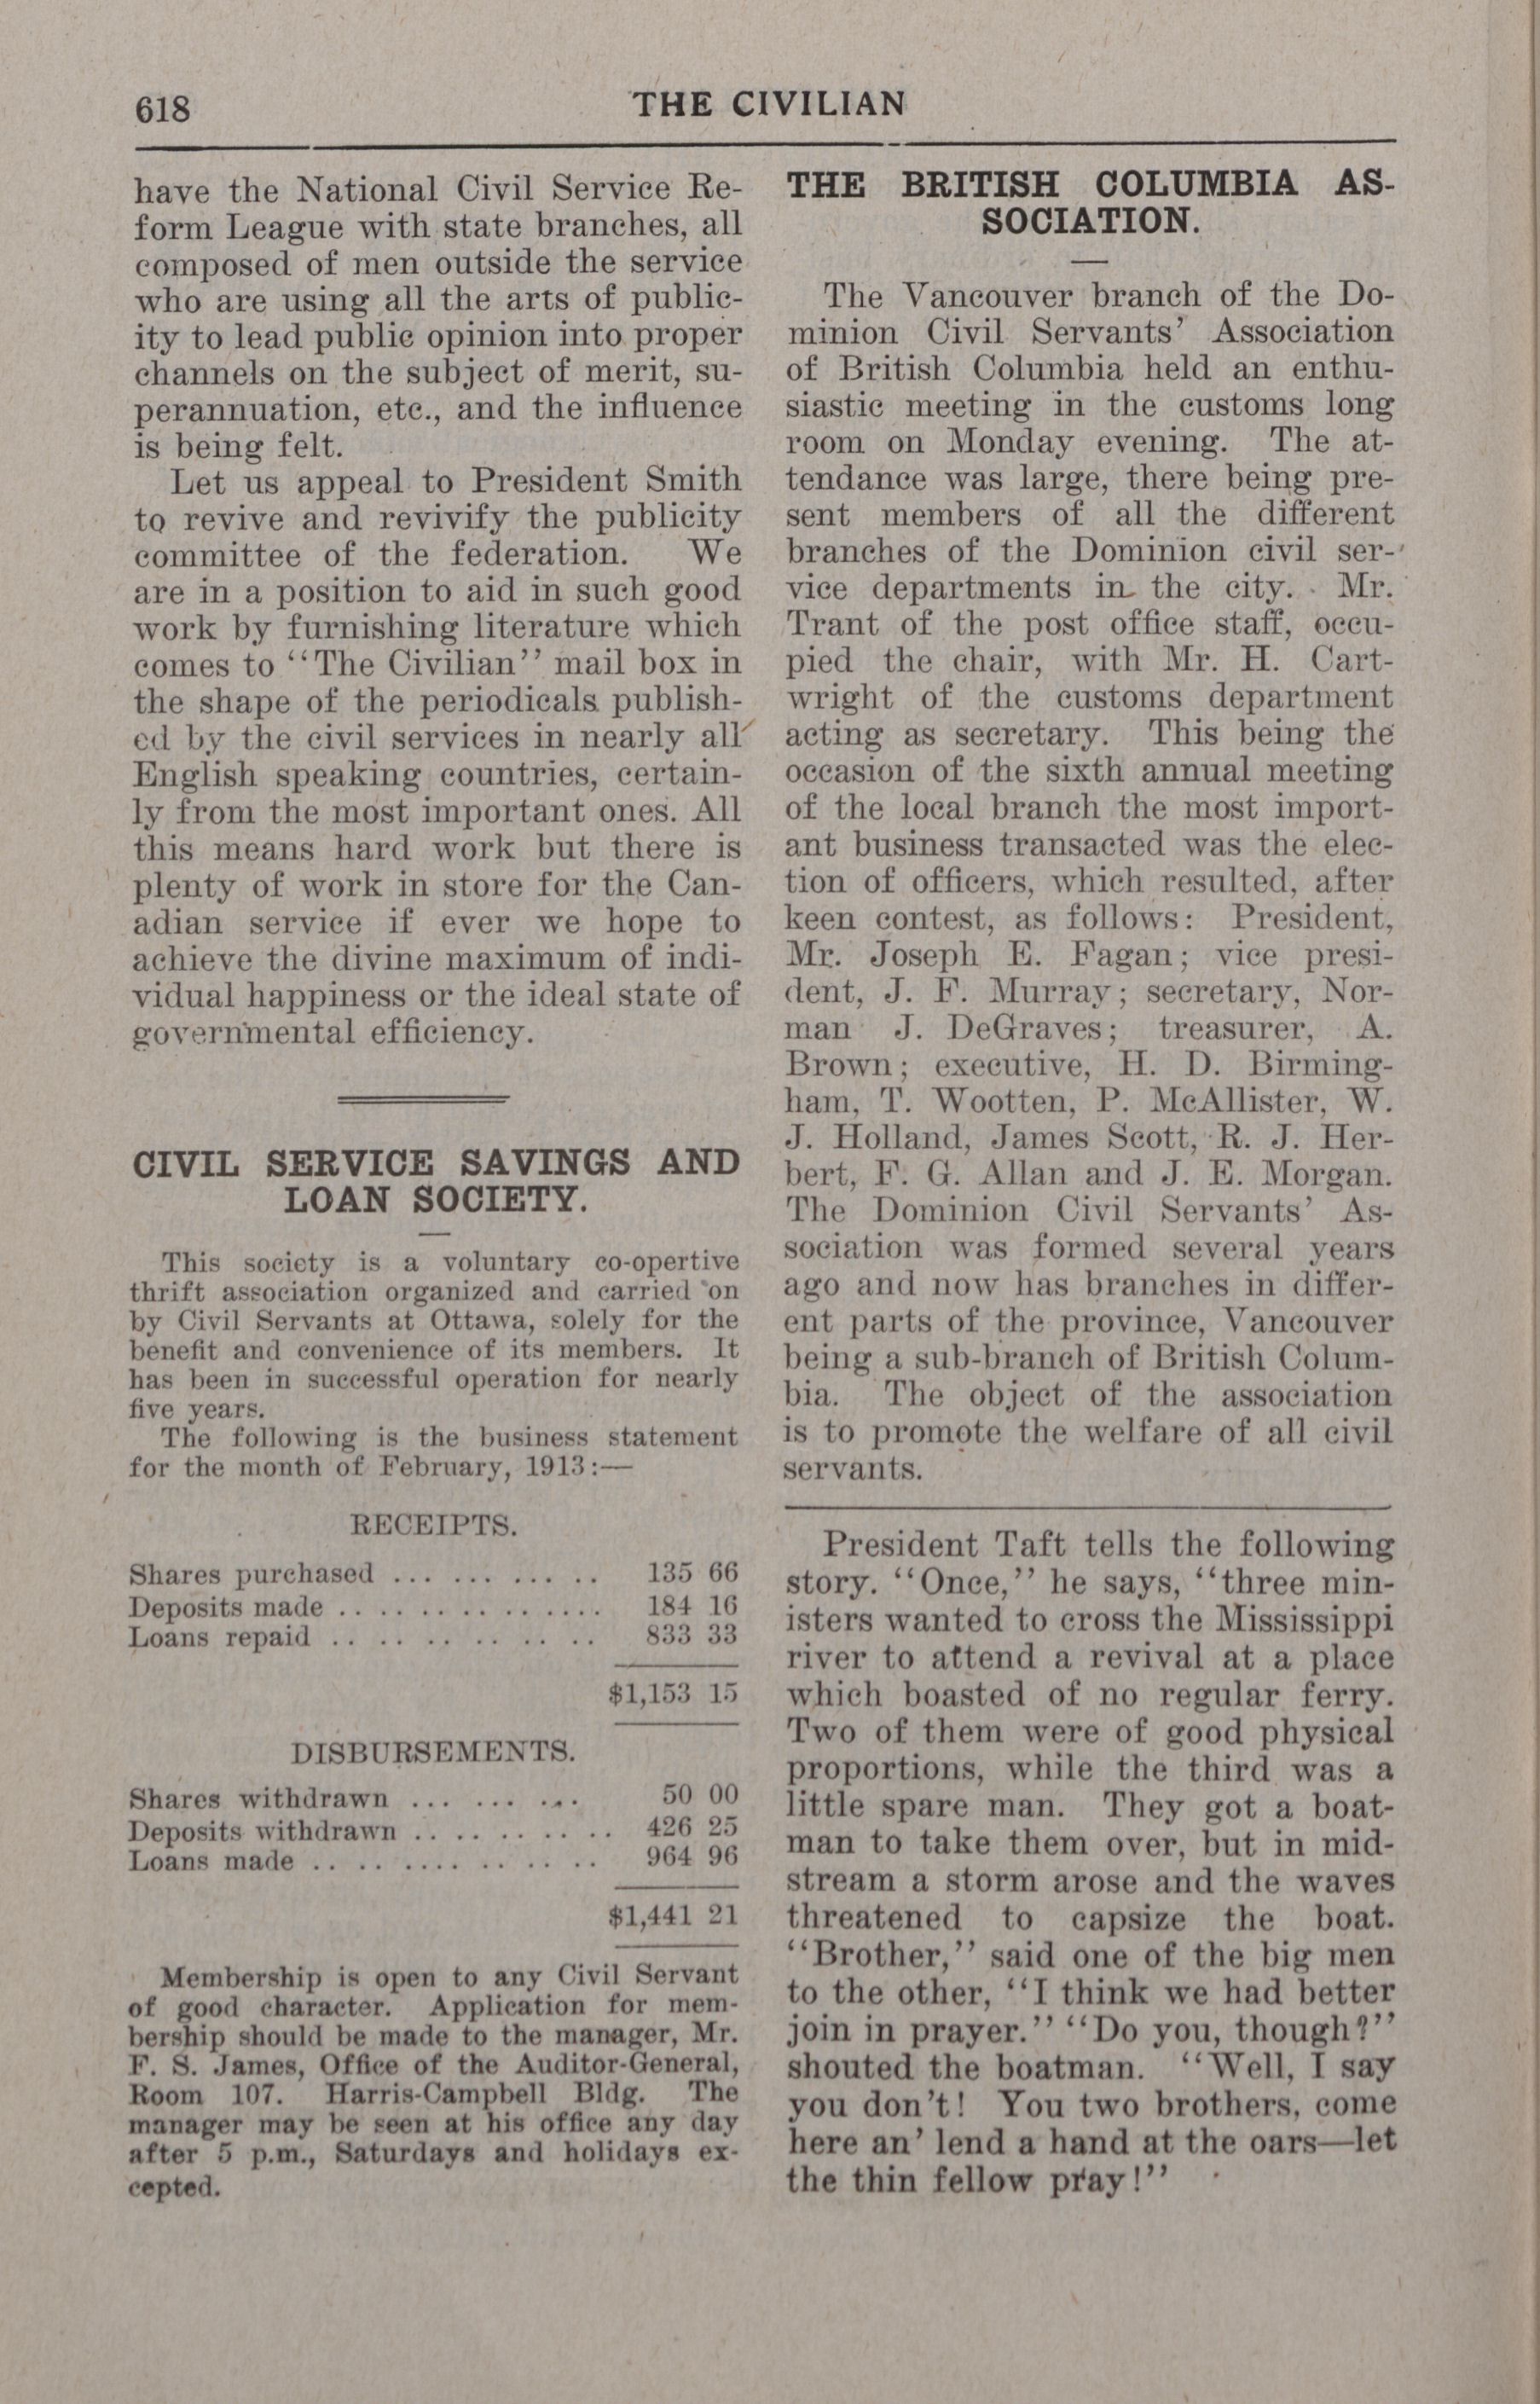 618
THE CIVILIAN
have the National Civil Service Re-
form League with state branches, all
composed of men outside the service
who are using all the arts of public-
ity to lead public opinion into proper
channels on the subject of merit, su-
perannuation, etc., and the influence
is being felt.
Let us appeal to President Smith
to revive and revivify the publicity
committee of the federation. We
are in a position to aid in such good
work by furnishing literature which
comes to ‘‘The Civilian’’ mail box in
the shape of the periodicals publish-
ed by the civil services in nearly all
English speaking countries, certain-
ly from the most important ones. All
this means hard work but there is
plenty of work in store for the Can-
adian service if ever we hope to
achieve the divine maximum of indi-
vidual happiness or the ideal state of
governmental efficiency.
CIVIL SERVICE SAVINGS AND
LOAN SOCIETY.
This society is a voluntary co-opertive
thrift association organized and carried on
by Civil Servants at Ottawa, solely for the
benefit and convenience of its members. It
has been in successful operation for nearly
five years.
The following is the business statement
for the month of February, 1913:—
RECEIPTS.
Shares purchased ... ... ... .. 135 66
Deposits made .. .. .. .. .. .... 184 16
Loans repaid .. .. .. .. .. .. 833 33
$1,153 15
DISBURSEMENTS.
Shares withdrawn ... ... ... 50 00
Deposits withdrawn .. .. .. .. .. 426 25
Loans made .. .. .... .. .. .. 964 96
$1,441 21
Membership is open to any Civil Servant
of good character. Application for mem-
bership should be made to the manager, Mr.
F. S. James, Office of the Auditor-General,
Room 107. Harris-Campbell Bldg. The
manager may be seen at his office any day
after 5 p.m., Saturdays and holidays ex-
cepted.
THE BRITISH COLUMBIA AS-
SOCIATION.
The Vancouver branch of the Do-
minion Civil Servants’ Association
of British Columbia held an enthu-
siastic meeting in the customs long
room on Monday evening. The at-
tendance was large, there being pre-
sent members of all the different
branches of the Dominion civil ser-
vice departments in the city. Mr.
Trant of the post office staff, occu-
pied the chair, with Mr. H. Cart-
wright of the customs department
acting as secretary. This being the
occasion of the sixth annual meeting
of the local branch the most import-
ant business transacted was the elec-
tion of officers, which resulted, after
keen contest, as follows: President,
Mr. Joseph E. Fagan; vice presi-
dent, J. F. Murray; secretary, Nor-
man J. DeGraves; treasurer, A.
Brown; executive, H. D. Birming-
ham, T. Wootten, P. McAllister, W.
J. Holland, James Scott, R. J. Her-
bert, F. G. Allan and J. E. Morgan.
The Dominion Civil Servants’ As-
sociation was formed several years
ago and now has branches in differ-
ent parts of the province, Vancouver
being a sub-branch of British Colum-
bia. The object of the association
is to promote the welfare of all civil
servants.
President Taft tells the following
story. ‘‘Once,’’ he says, ‘‘three min-
isters wanted to cross the Mississippi
river to attend a revival at a place
which boasted of no regular ferry.
Two of them were of good physical
proportions, while the third was a
little spare man. They got a boat-
man to take them over, but in mid-
stream a storm arose and the waves
threatened to capsize the boat.
‘‘Brother,’’ said one of the big men
to the other, ‘‘I think we had better
join in prayer.’’ ‘‘Do you, though?’’
shouted the boatman. ‘‘Well, I say
you don’t! You two brothers, come
here an’ lend a hand at the oars—let
the thin fellow pray!’’